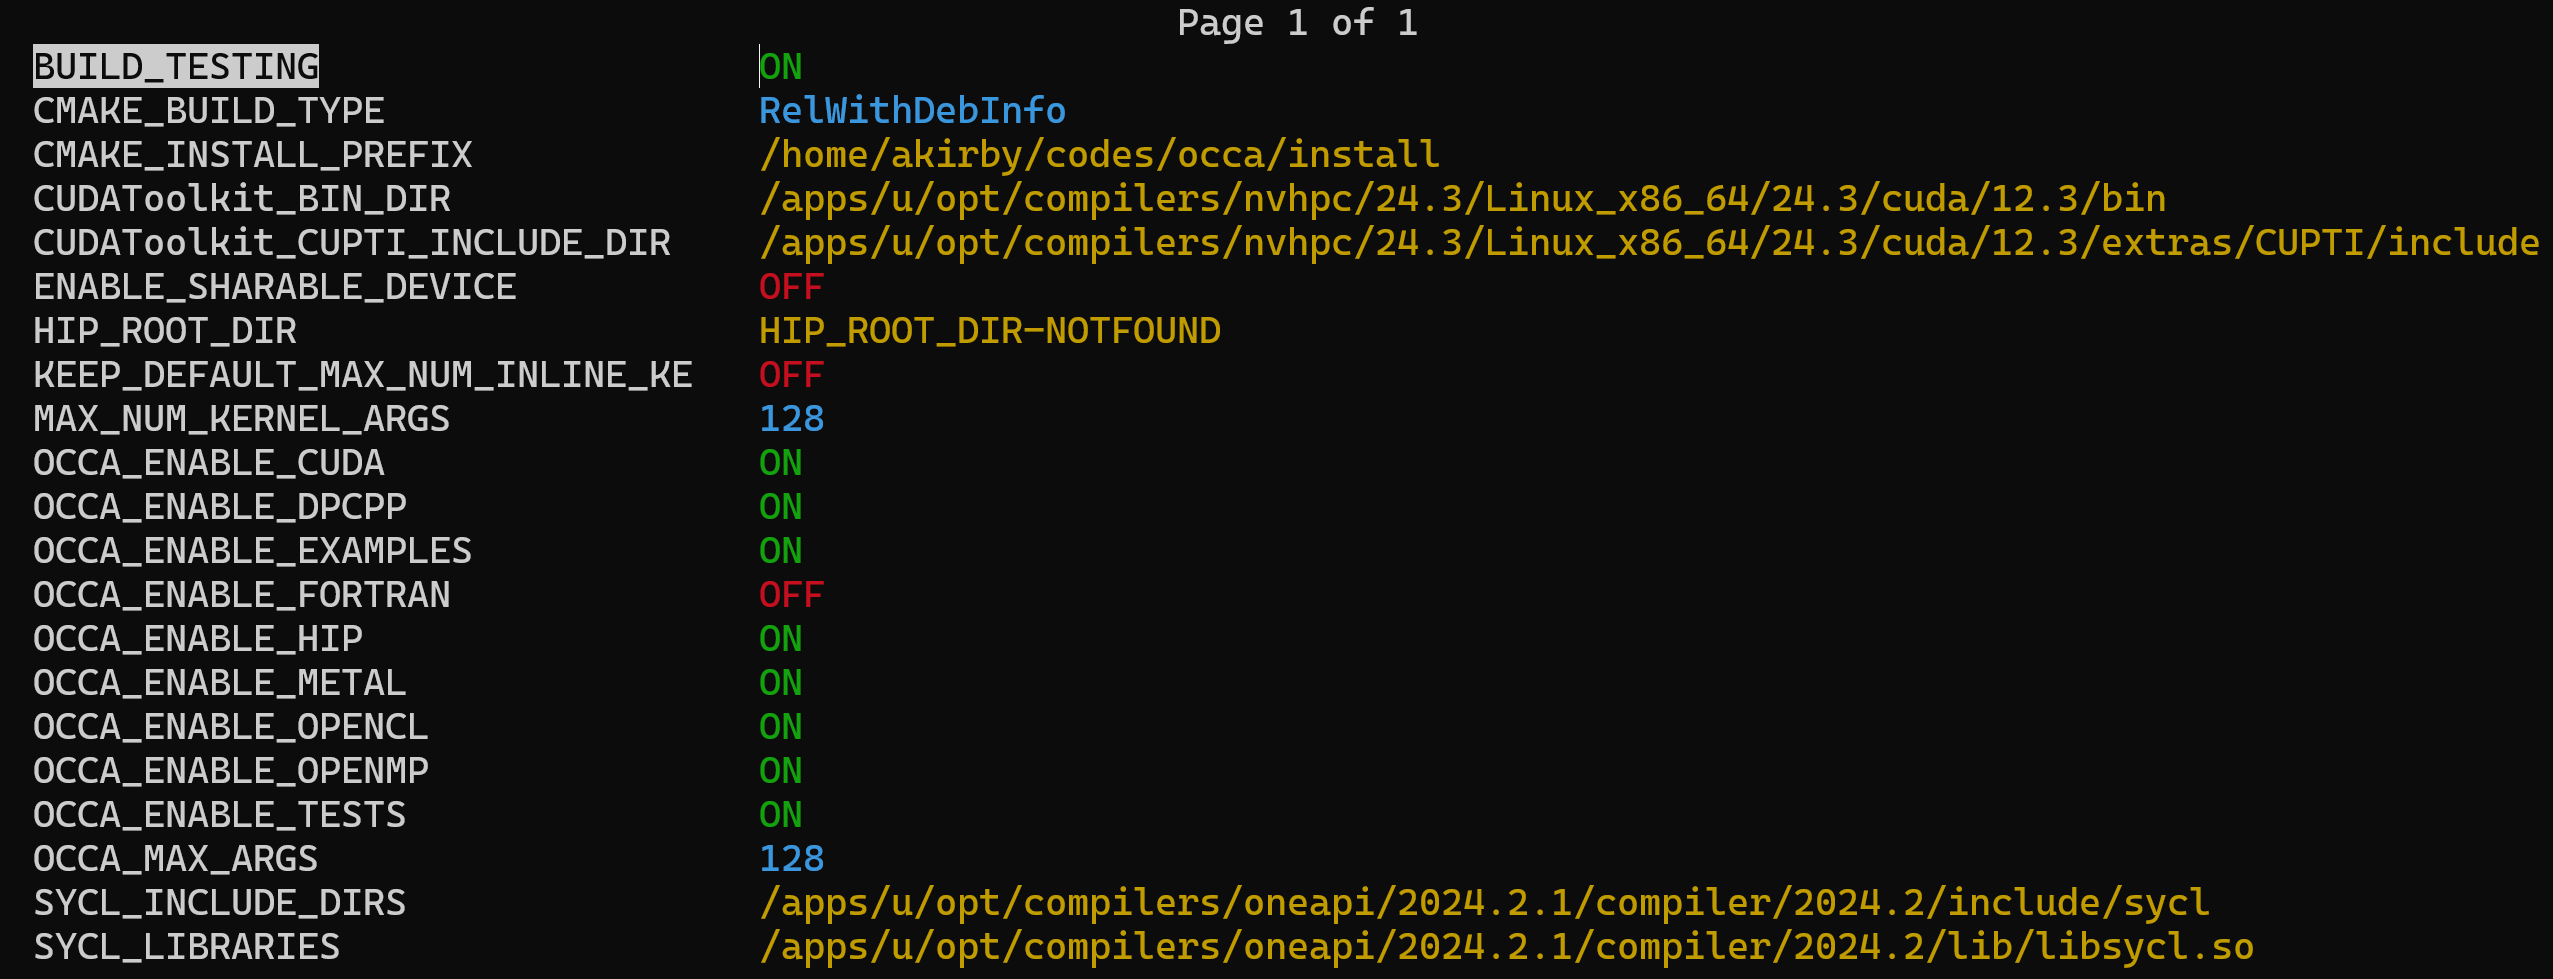 Page 1 of 1
BUILD_TESTING ON
CMAKE_BUILD_TYPE RelWithDebInfo
CMAKE_INSTALL_PREFIX /home/akirby/codes/occa/install
CUDAToolkit_BIN_DIR /apps/u/opt/compilers/nvhpc/24.3/Linux_x86_64/24.3/cuda/12.3/bin
CUDAToolkit_CUPTI_INCLUDE_DIR /apps/u/opt/compilers/nvhpc/24.3/Linux_x86_64/24.3/cuda/12.3/extras/CUPTI/include
ENABLE_SHARABLE_DEVICE OFF
HIP_ROOT_DIR HIP_ROOT_DIR-NOTFOUND
KEEP_DEFAULT_MAX_NUM_INLINE_KE OFF
MAX_NUM_KERNEL_ARGS 128
OCCA_ENABLE_CUDA ON
OCCA_ENABLE_DPCPP ON
OCCA_ENABLE_EXAMPLES ON
OCCA_ENABLE_FORTRAN OFF
OCCA_ENABLE_HIP ON
OCCA_ENABLE_METAL ON
OCCA_ENABLE_OPENCL ON
OCCA_ENABLE_OPENMP ON
OCCA_ENABLE_TESTS ON
OCCA_MAX_ARGS 128
SYCL_INCLUDE_DIRS /apps/u/opt/compilers/oneapi/2024.2.1/compiler/2024.2/include/sycl
SYCL_LIBRARIES /apps/u/opt/compilers/oneapi/2024.2.1/compiler/2024.2/lib/libsycl.so